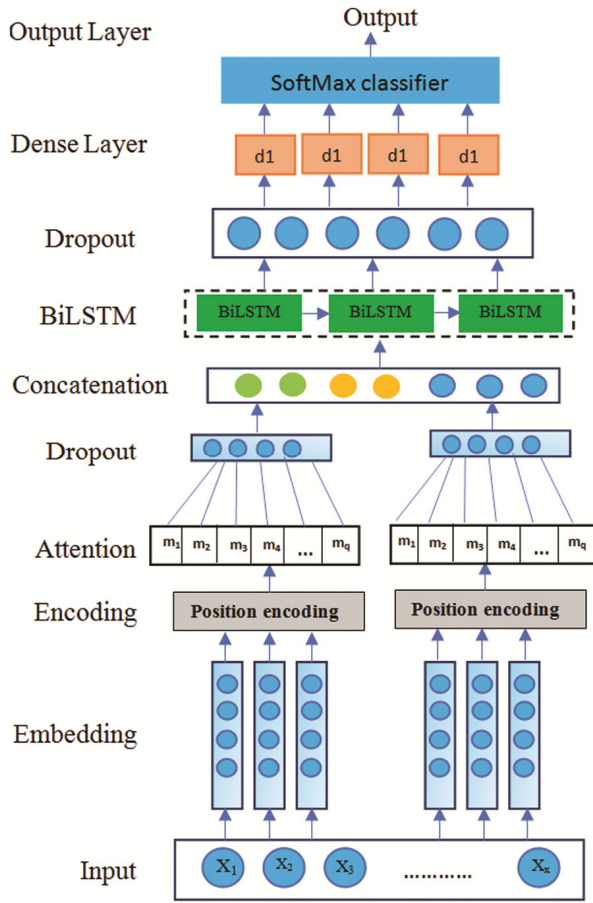 Output Layer
Output
SoftMax classifier
Dense Layer
d1 d1 d1 d1
Dropout
BiLSTM
BiLSTM BiLSTM BiLSTM
Concatenation
Dropout
Attention
m1 m2 m3 m4 ... mq
m1 m2 m3 m4 ... mq
Encoding
Position encoding
Position encoding
Embedding
Input
X1 X2 X3 ............ Xx